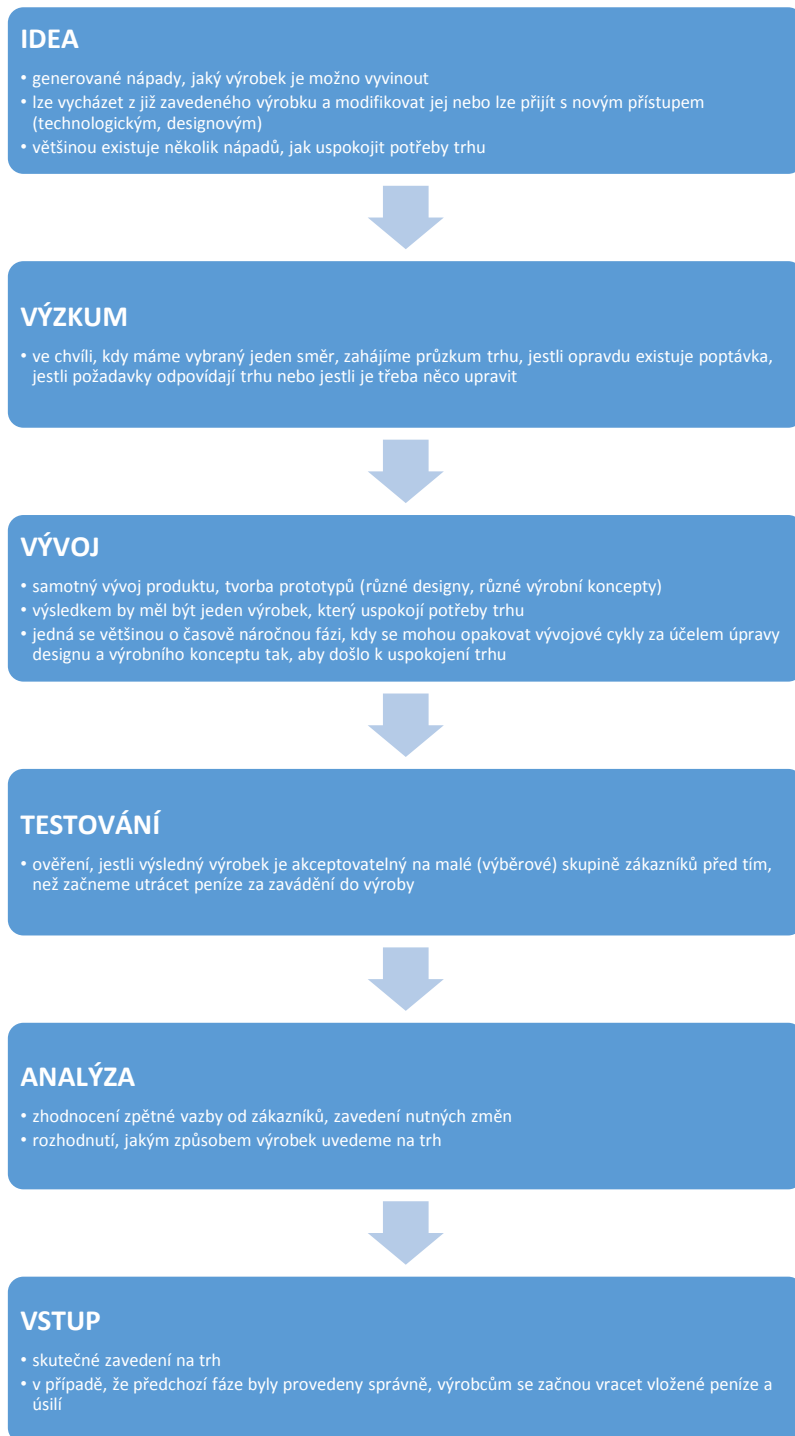 IDEA
• generované nápady, jaký výrobek je možno vyvinout
• lze vycházet z již zavedeného výrobku a modifikovat jej nebo lze přijít s novým přístupem
(technologickým, designovým)
• většinou existuje několik nápadů, jak uspokojit potřeby trhu
VÝZKUM
• ve chvíli, kdy máme vybraný jeden směr, zahájíme průzkum trhu, jestli opravdu existuje poptávka,
jestli požadavky odpovídají trhu nebo jestli je třeba něco upravit
VÝVOJ
• samotný vývoj produktu, tvorba prototypů (různé designy, různé výrobní koncepty)
• výsledkem by měl být jeden výrobek, který uspokojí potřeby trhu
• jedná se většinou o časově náročnou fázi, kdy se mohou opakovat vývojové cykly za účelem úpravy
designu a výrobního konceptu tak, aby došlo k uspokojení trhu
TESTOVÁNÍ
• ověření, jestli výsledný výrobek je akceptovatelný na malé (výběrové) skupině zákazníků před tím,
než začneme utrácet peníze za zavádění do výroby
ANALÝZA
• zhodnocení zpětné vazby od zákazníků, zavedení nutných změn
• rozhodnutí, jakým způsobem výrobek uvedeme na trh
VSTUP
• skutečné zavedení na trh
• v případě, že předchozí fáze byly provedeny správně, výrobcům se začnou vracet vložené peníze a
úsilí